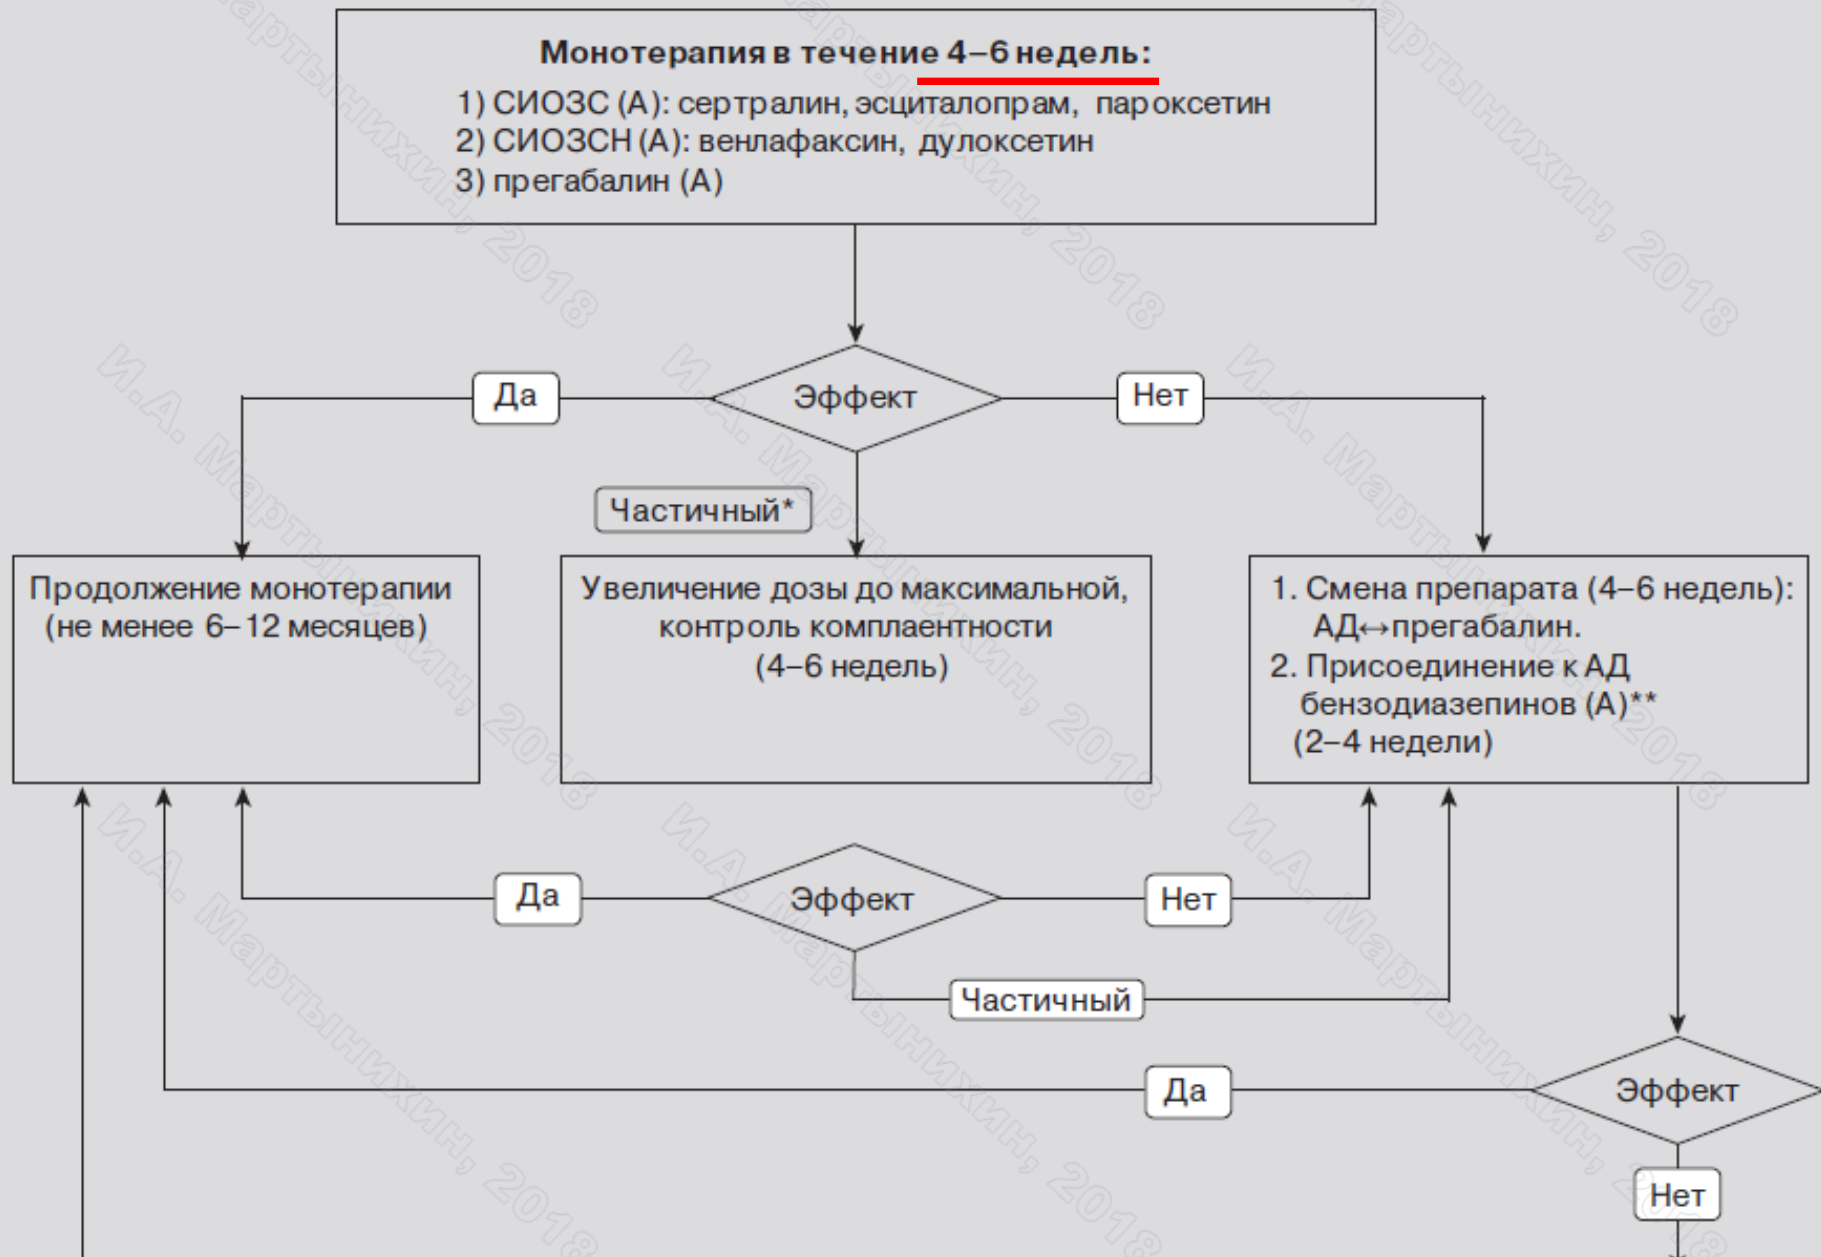 Монотерапия в течение 4–6 недель:
1) СИОЗС (А): сертралин, эсциталопрам, пароксетин
2) СИОЗСН (А): венлафаксин, дулоксетин
3) прегабалин (А)
Эффект
Да
Нет
Частичный*
Продолжение монотерапии
(не менее 6–12 месяцев)
Увеличение дозы до максимальной,
контроль комплаентности
(4–6 недель)
1. Смена препарата (4–6 недель):
АД↔прегабалин.
2. Присоединение к АД
бензодиазепинов (А)**
(2–4 недели)
Эффект
Да
Нет
Частичный
Да
Эффект
Нет
И.А. Мартынихин, 2018